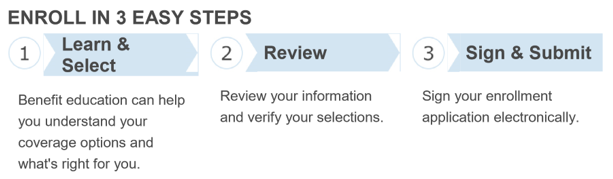 ENROLL IN 3 EASY STEPS
1
Learn &
Select
Benefit education can help
you understand your
coverage options and
what's right for you.
2
Review
Review your information
and verify your selections.
3
Sign & Submit
Sign your enrollment
application electronically.